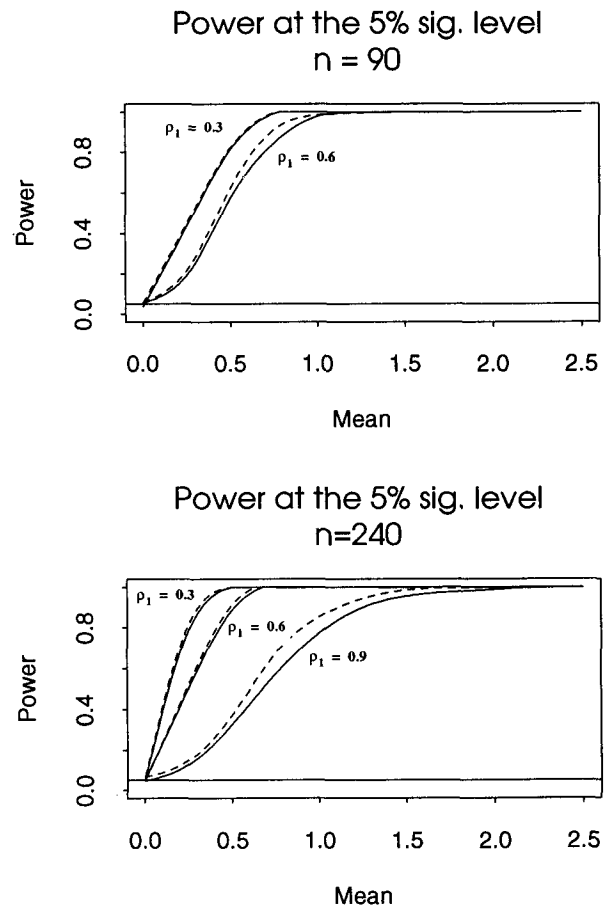 Power at the 5% sig. level
n = 90
Power
0.8
0.4
0.0
ρ1 = 0.3
ρ1 = 0.6
0.0 0.5 1.0 1.5 2.0 2.5
Mean
Power at the 5% sig. level
n=240
Power
0.8
0.4
0.0
ρ1 = 0.3
ρ1 = 0.6
ρ1 = 0.9
0.0 0.5 1.0 1.5 2.0 2.5
Mean